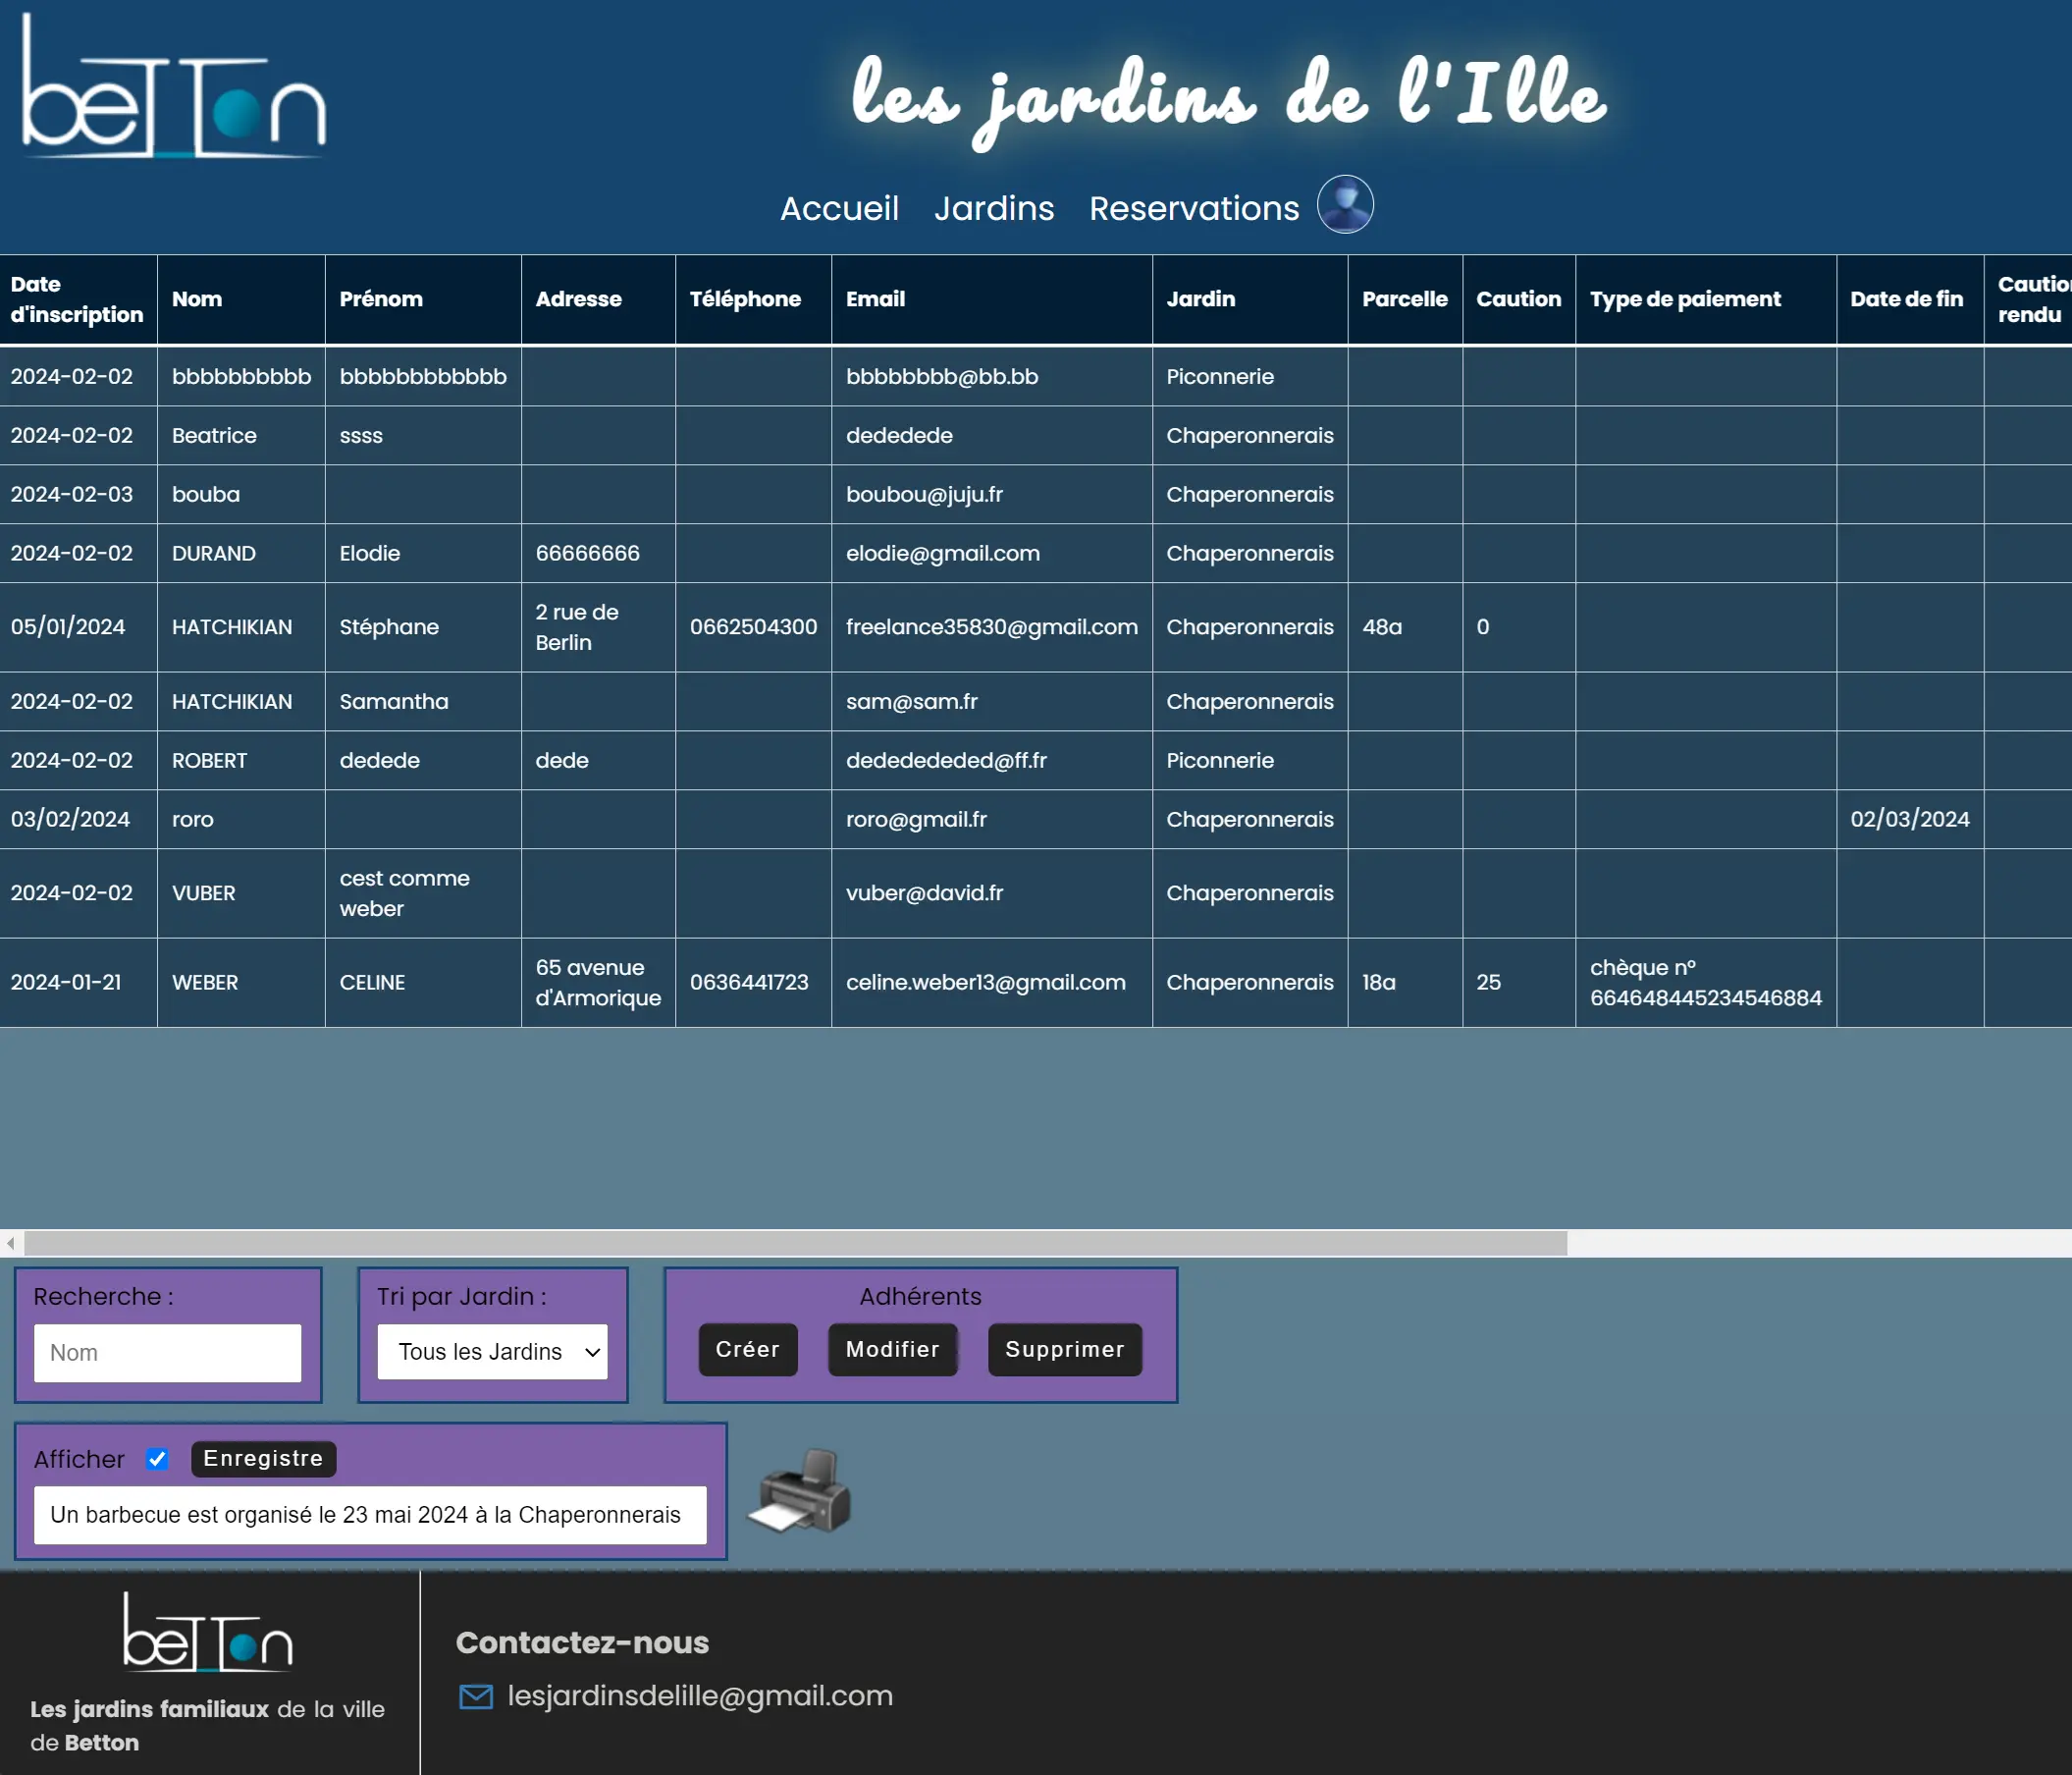 betton
les jardins de l'Ille
Accueil Jardins Reservations
Date d'inscription Nom Prénom Adresse Téléphone Email Jardin Parcelle Caution Type de paiement Date de fin Caution rendu
2024-02-02 bbbbbbbbbb bbbbbbbbbbbb bbbbbbbb@bb.bb Piconnerie
2024-02-02 Beatrice ssss dededede Chaperonnerais
2024-02-03 bouba boubou@juju.fr Chaperonnerais
2024-02-02 DURAND Elodie 66666666 elodie@gmail.com Chaperonnerais
05/01/2024 HATCHIKIAN Stéphane 2 rue de Berlin 0662504300 freelance35830@gmail.com Chaperonnerais 48a 0
2024-02-02 HATCHIKIAN Samantha sam@sam.fr Chaperonnerais
2024-02-02 ROBERT dedede dede dededededed@ff.fr Piconnerie
03/02/2024 roro roro@gmail.fr Chaperonnerais 02/03/2024
2024-02-02 VUBER cest comme weber vuber@david.fr Chaperonnerais
2024-01-21 WEBER CELINE 65 avenue d'Armorique 0636441723 celine.weber13@gmail.com Chaperonnerais 18a 25 chèque n° 664648445234546884
Recherche : Tri par Jardin : Adhérents
Nom Tous les Jardins Créer Modifier Supprimer
Afficher Enregistre
Un barbecue est organisé le 23 mai 2024 à la Chaperonnerais
betton
Les jardins familiaux de la ville
de Betton
Contactez-nous
lesjardinsdelille@gmail.com